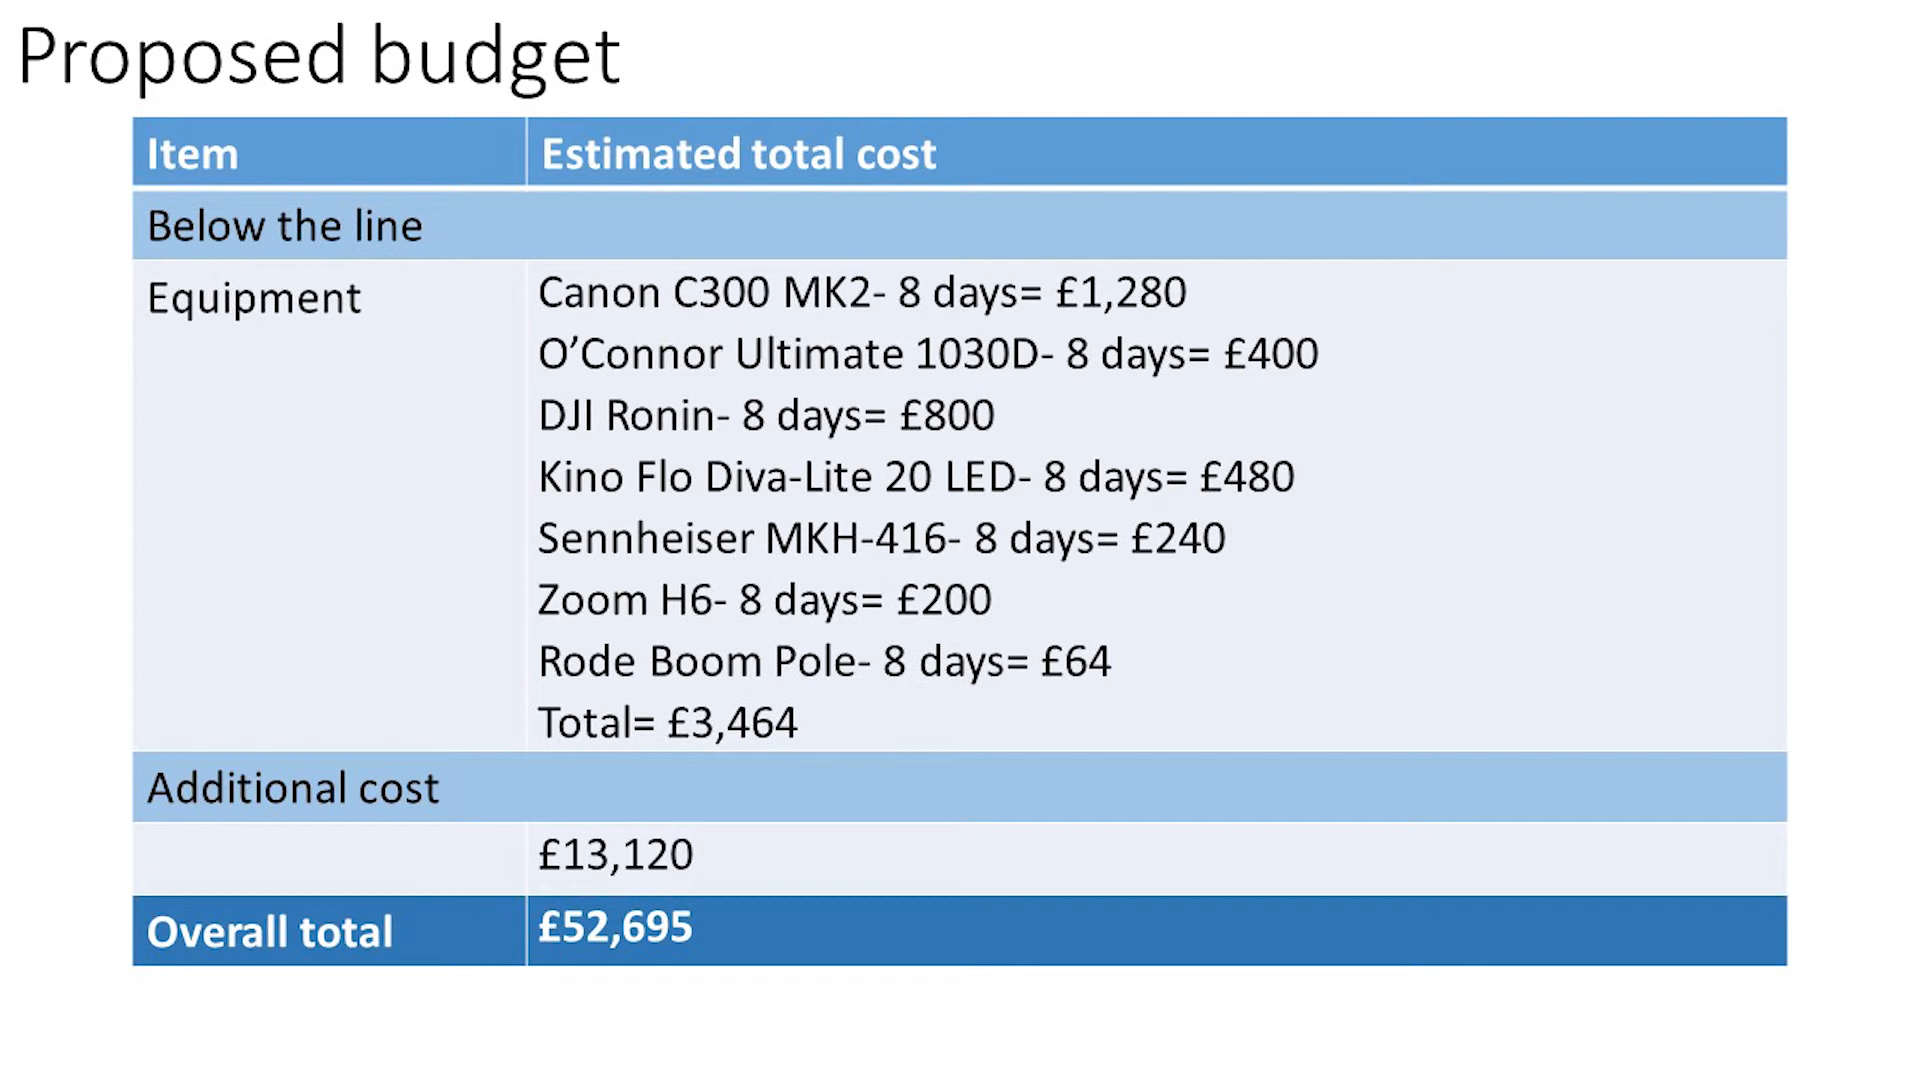 Proposed budget
Item
Estimated total cost
Below the line
Equipment
Canon C300 MK2- 8 days= £1,280
O’Connor Ultimate 1030D- 8 days= £400
DJI Ronin- 8 days= £800
Kino Flo Diva-Lite 20 LED- 8 days= £480
Sennheiser MKH-416- 8 days= £240
Zoom H6- 8 days= £200
Rode Boom Pole- 8 days= £64
Total= £3,464
Additional cost
£13,120
Overall total
£52,695